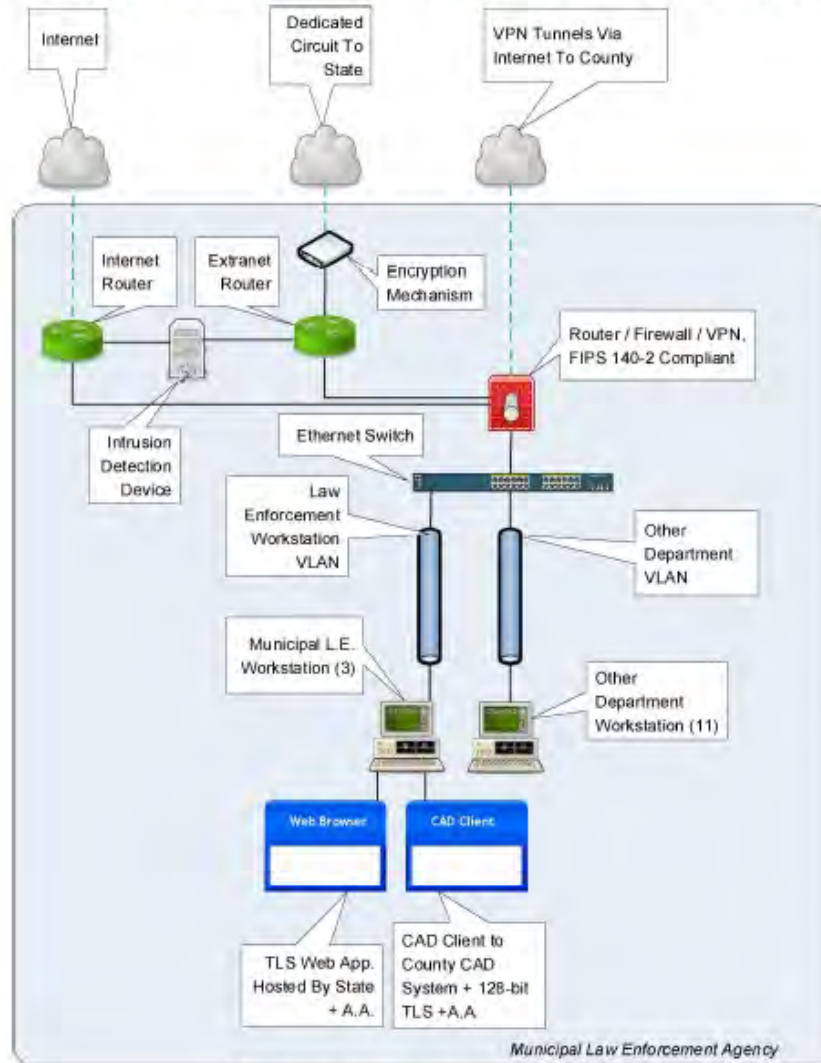 Internet
Dedicated
Circuit To
State
VPN Tunnels Via
Internet To County
Internet
Router
Extranet
Router
Encryption
Mechanism
Router / Firewall / VPN,
FIPS 140-2 Compliant
Intrusion
Detection
Device
Ethernet Switch
Law
Enforcement
Workstation
VLAN
Other
Department
VLAN
Municipal L.E.
Workstation (3)
Other
Department
Workstation (11)
Web Browser
CAD Client
TLS Web App.
Hosted By State
+ A.A.
CAD Client to
County CAD
System + 128-bit
TLS +A.A
Municipal Law Enforcement Agency